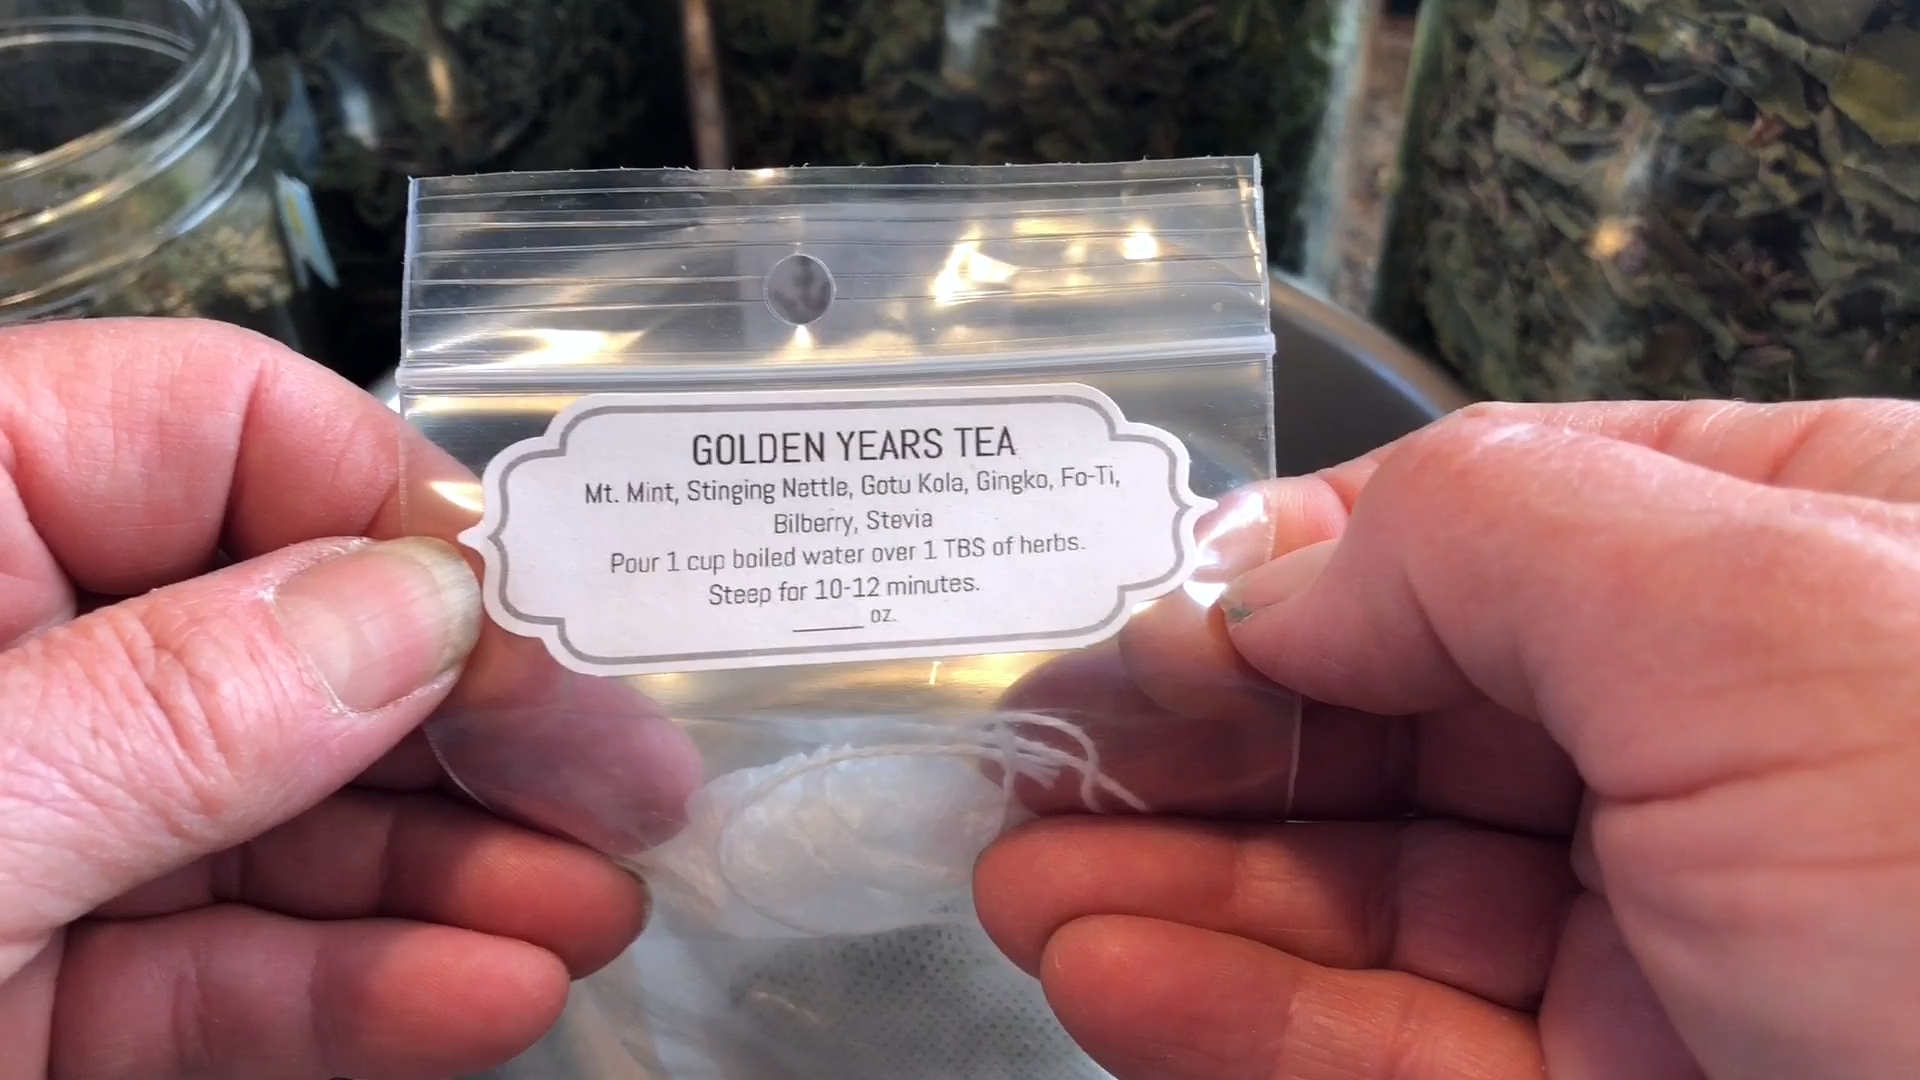 GOLDEN YEARS TEA
Mt. Mint, Stinging Nettle, Gotu Kola, Gingko, Fo-Ti,
Bilberry, Stevia
Pour 1 cup boiled water over 1 TBS of herbs.
Steep for 10-12 minutes.
_____ oz.